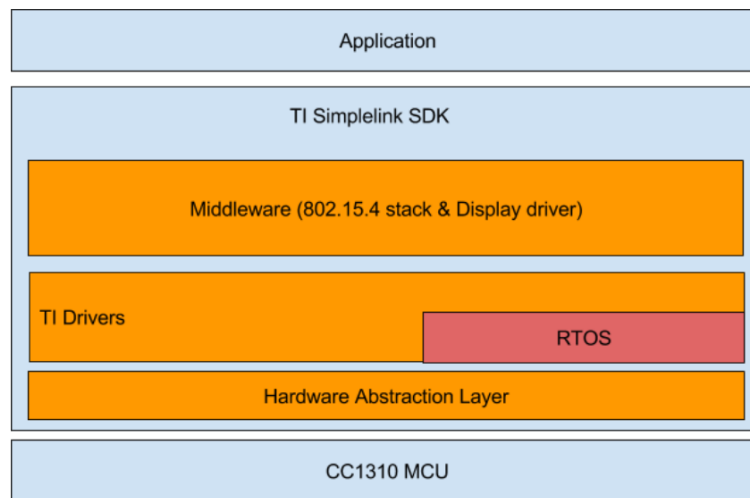 Application
TI Simplelink SDK
Middleware (802.15.4 stack & Display driver)
TI Drivers
RTOS
Hardware Abstraction Layer
CC1310 MCU